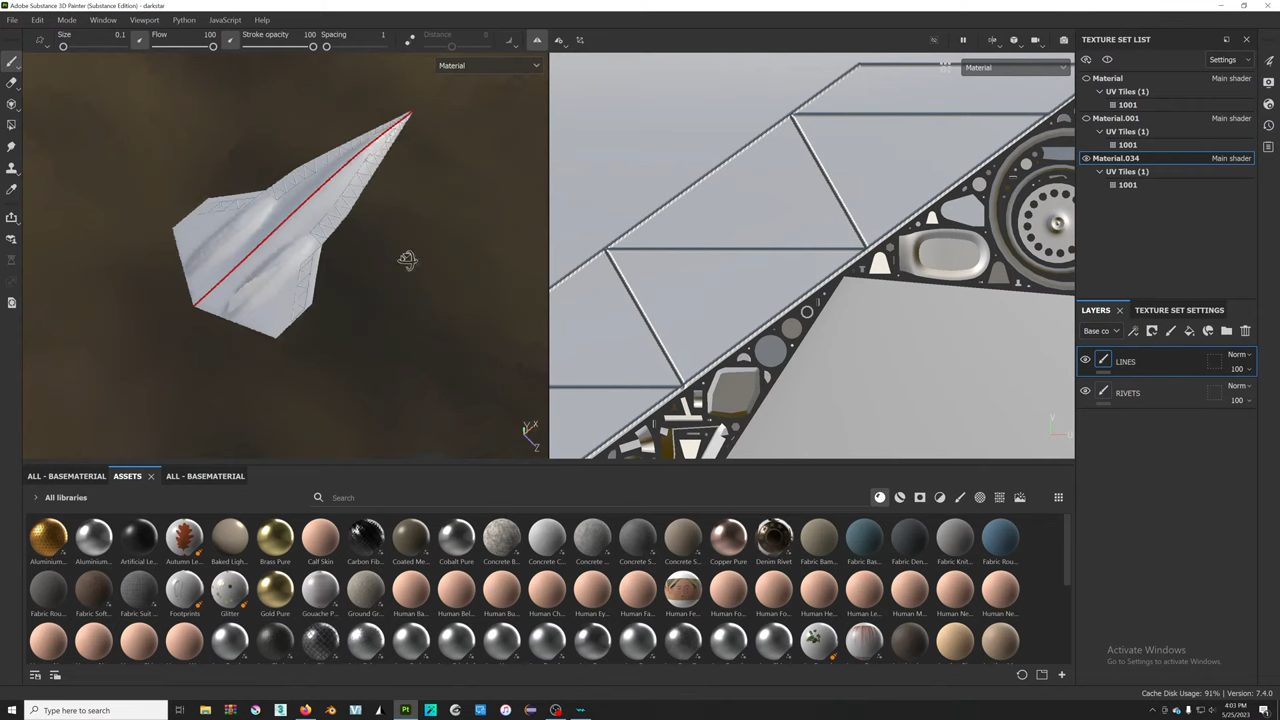 Adobe Substance 3D Painter (Substance Edition) - darkstar
File Edit Mode Window Viewport Python JavaScript Help
Size 0.1 Flow 100 Stroke opacity 100 Spacing 1 Distance 8
Material
Material
TEXTURE SET LIST
Settings
Material Main shader
UV Tiles (1)
1001
Material.001 Main shader
UV Tiles (1)
1001
Material.034 Main shader
UV Tiles (1)
1001
LAYERS TEXTURE SET SETTINGS
Base co
LINES Norm
100
RIVETS Norm
100
ALL - BASEMATERIAL ASSETS ALL - BASEMATERIAL
All libraries Search
Aluminium... Aluminium... Artificial Le... Autumn Le... Baked Ligh... Brass Pure Calf Skin Carbon Fib... Coated Me... Cobalt Pure Concrete B... Concrete C... Concrete ... Concrete S... Concrete S... Copper Pure Denim Rivet Fabric Bam... Fabric Bas... Fabric Den... Fabric Knit... Fabric Rou...
Fabric Rou... Fabric Soft... Fabric Suit ... Footprints Glitter Gold Pure Gouache P... Ground Gr... Human Ba... Human Bel... Human Bu... Human Ch... Human Ey... Human Fa... Human Fe... Human Fo... Human Fo... Human He... Human Le... Human M... Human Ne... Human Ne...
Activate Windows
Go to Settings to activate Windows.
Cache Disk Usage: 91% | Version: 7.4.0
Type here to search
4:03 PM
5/25/2023
X
Y
Z
V